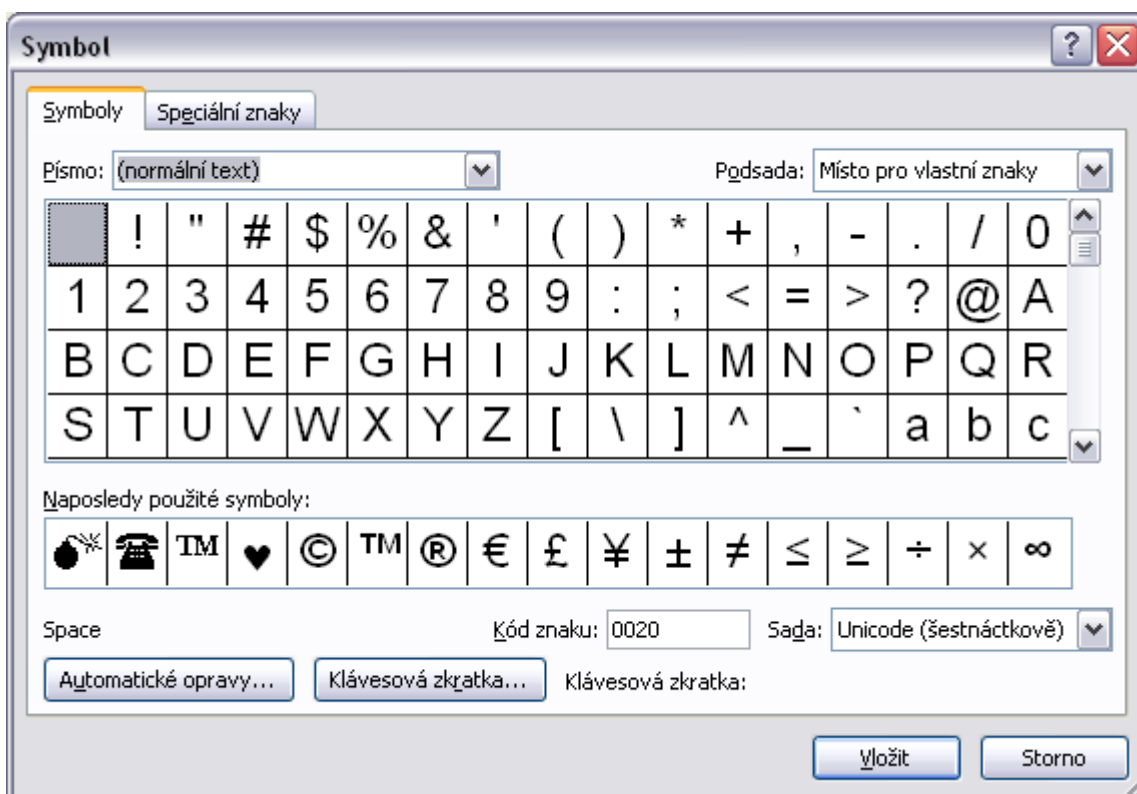 Symbol
Symboly Speciální znaky
Písmo: (normální text) Podsada: Místo pro vlastní znaky
! " # $ % & ' ( ) * + , - . / 0
1 2 3 4 5 6 7 8 9 : ; < = > ? @ A
B C D E F G H I J K L M N O P Q R
S T U V W X Y Z [ \ ] ^ _ ` a b c
Naposledy použité symboly:
💣 ☎ ™ ♥ © ™ ® € £ ¥ ± ≠ ≤ ≥ ÷ × ∞
Space Kód znaku: 0020 Sada: Unicode (šestnáctkově)
Automatické opravy... Klávesová zkratka... Klávesová zkratka:
Vložit Storno